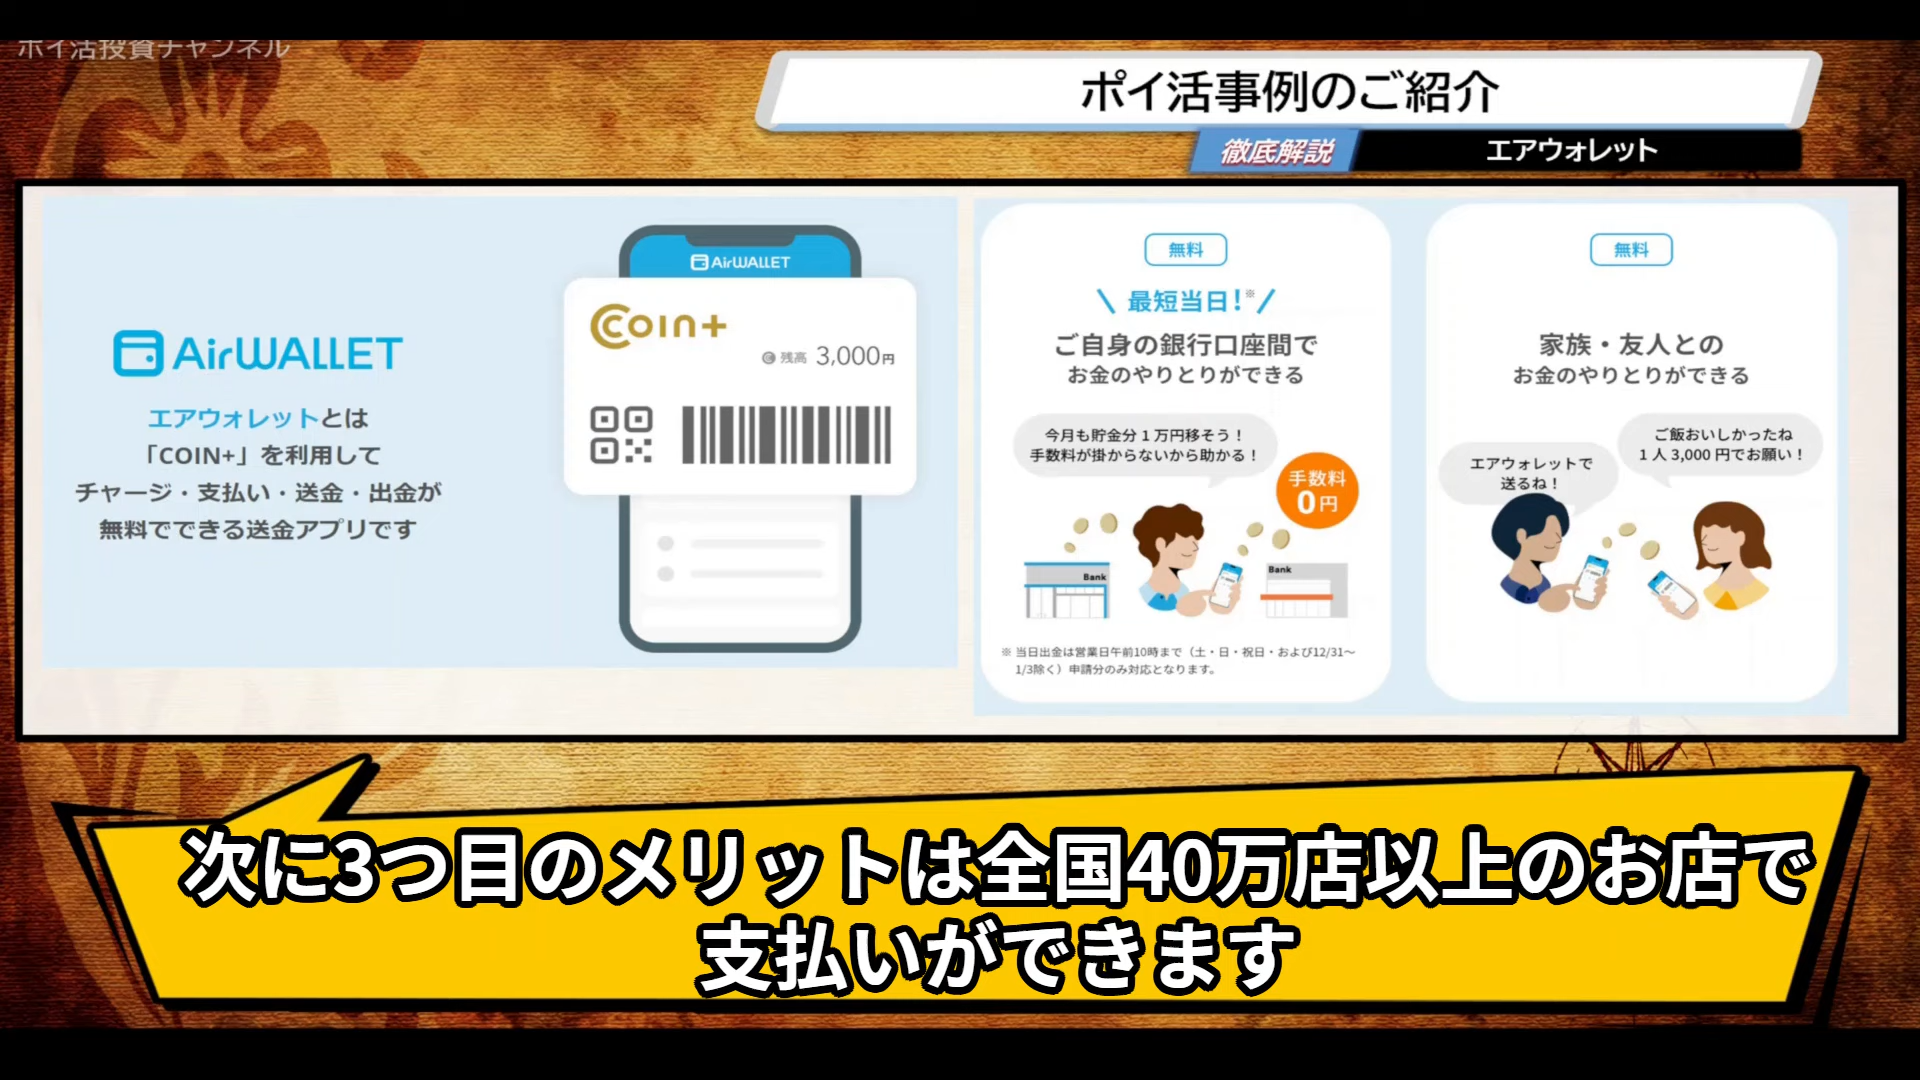 ポイ活投資チャンネル
ポイ活事例のご紹介
徹底解説
エアウォレット
AirWALLET
エアウォレットとは
「COIN+」を利用して
チャージ・支払い・送金・出金が
無料でできる送金アプリです
AirWALLET
COIN+
残高 3,000円
無料
最短当日!※
ご自身の銀行口座間で
お金のやりとりができる
今月も貯金分1万円移そう!
手数料が掛からないから助かる!
手数料
0円
Bank
Bank
※ 当日出金は営業日午前10時まで(土・日・祝日・および12/31〜
1/3除く)申請分のみ対応となります。
無料
家族・友人との
お金のやりとりができる
エアウォレットで
送るね!
ご飯おいしかったね
1人3,000円でお願い!
次に3つ目のメリットは全国40万店以上のお店で
支払いができます